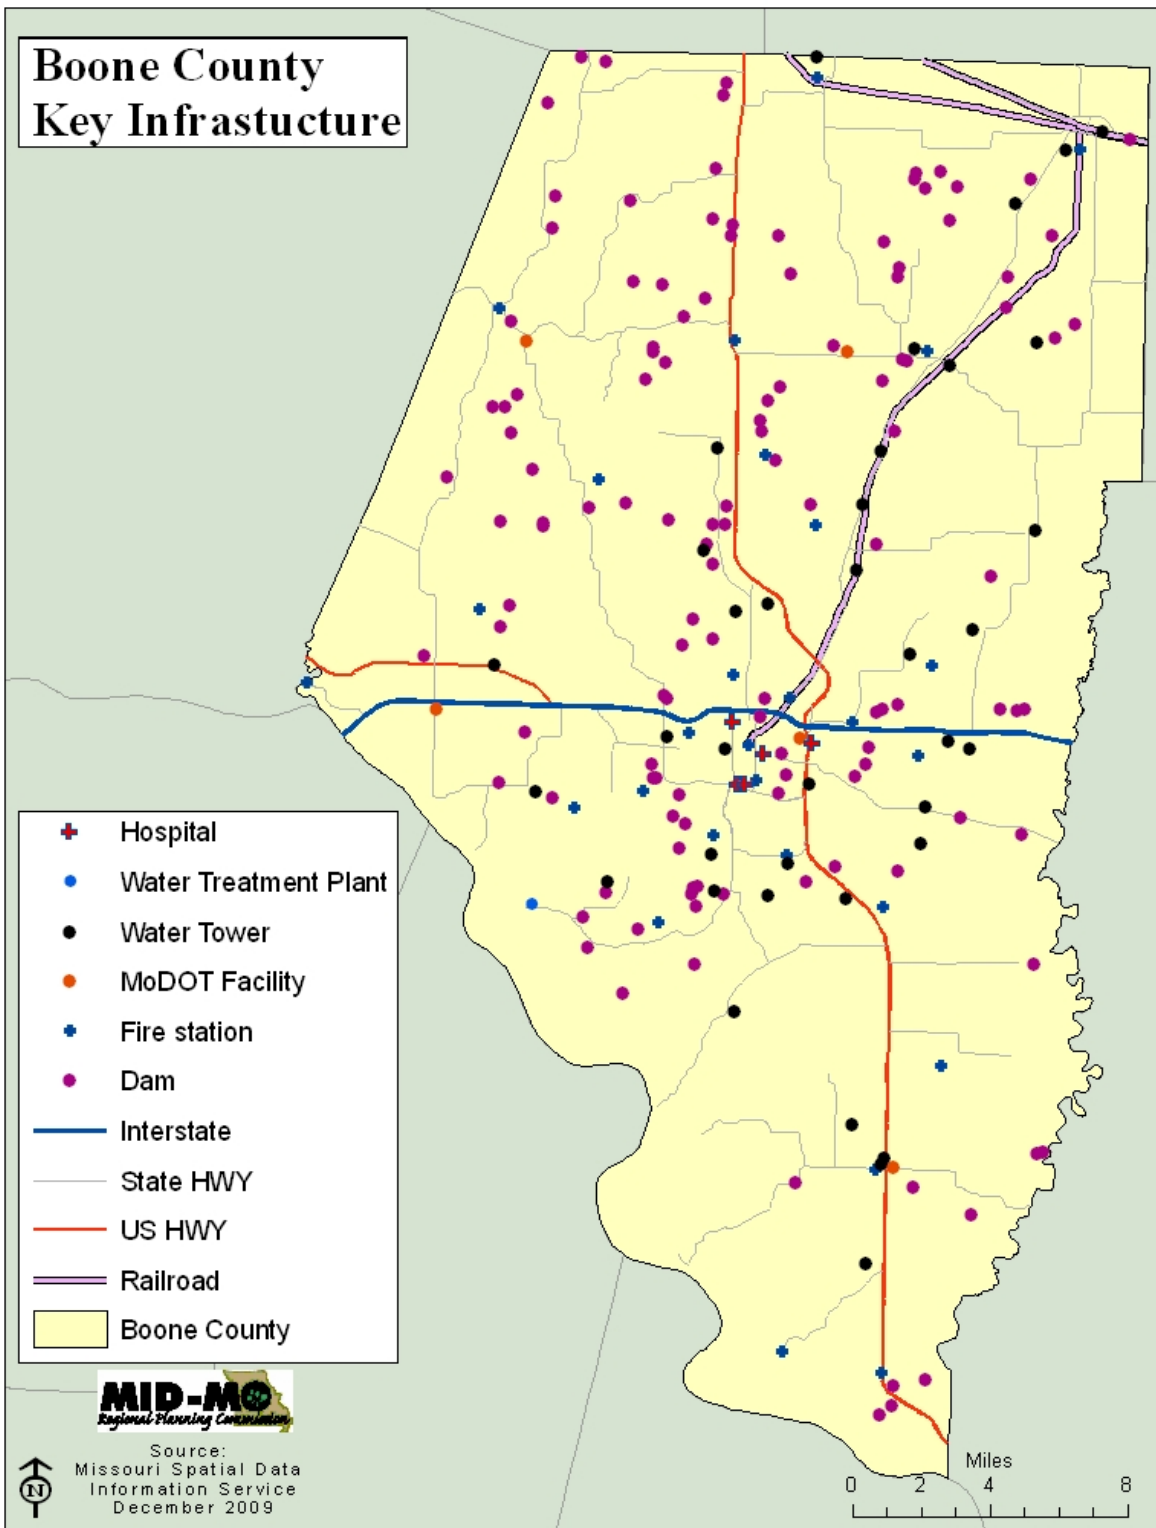 Boone County
Key Infrastucture
Hospital
Water Treatment Plant
Water Tower
MoDOT Facility
Fire station
Dam
Interstate
State HWY
US HWY
Railroad
Boone County
MID-MO
Regional Planning Commission
Source:
Missouri Spatial Data
Information Service
December 2009
N
Miles
0 2 4 8